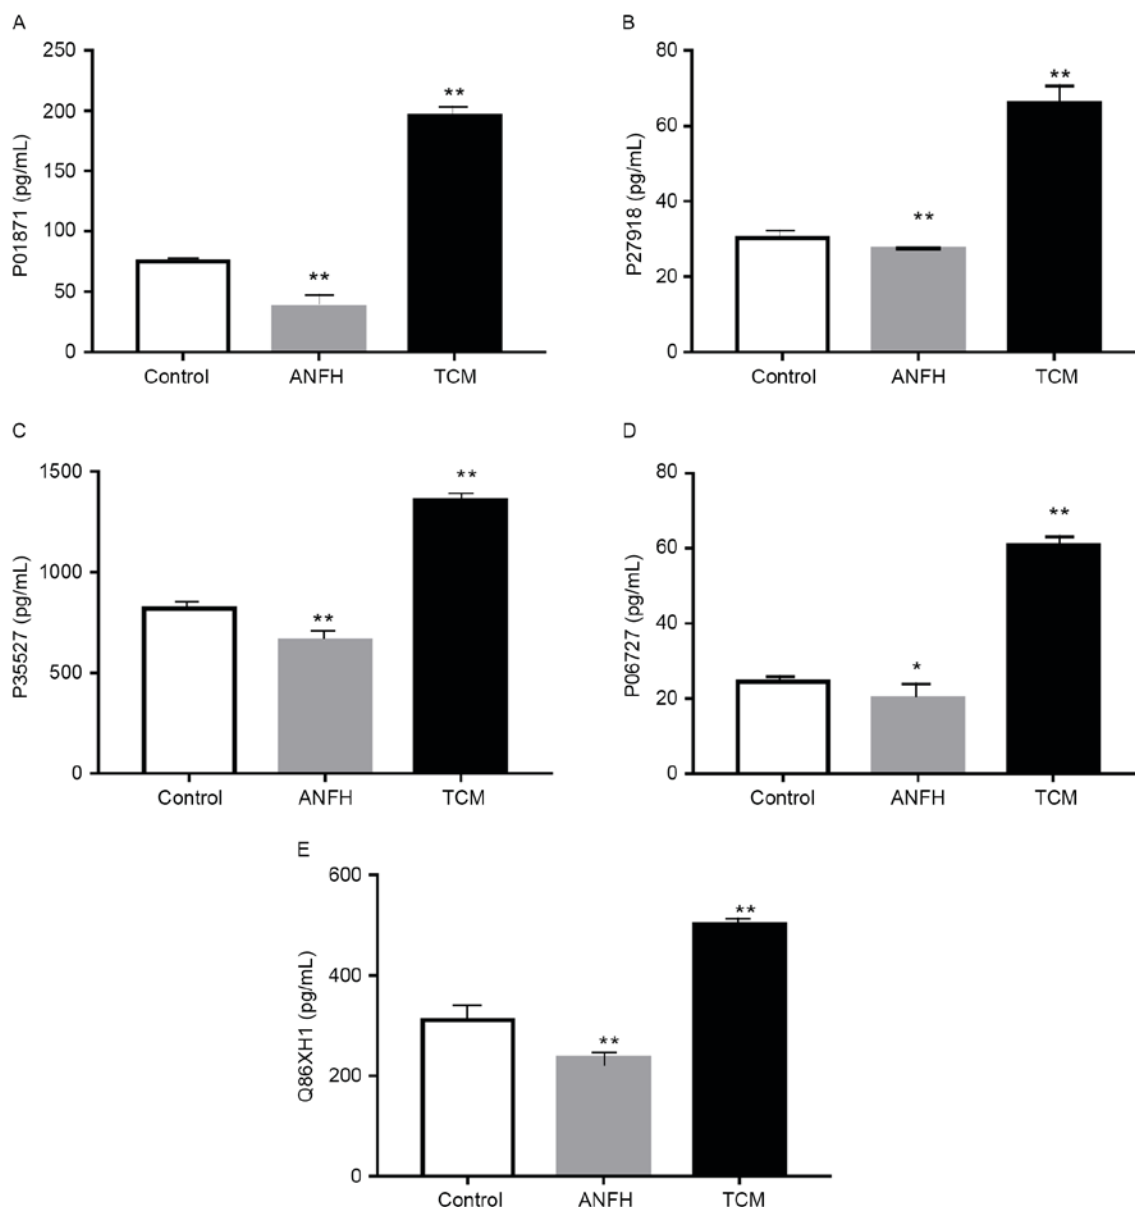 A
P01871 (pg/mL)
250
200
150
100
50
0
**
**
Control ANFH TCM
B
P27918 (pg/mL)
80
60
40
20
0
**
**
Control ANFH TCM
C
P35527 (pg/mL)
1500
1000
500
0
**
**
Control ANFH TCM
D
P06727 (pg/mL)
80
60
40
20
0
*
**
Control ANFH TCM
E
Q86XH1 (pg/mL)
600
400
200
0
**
**
Control ANFH TCM